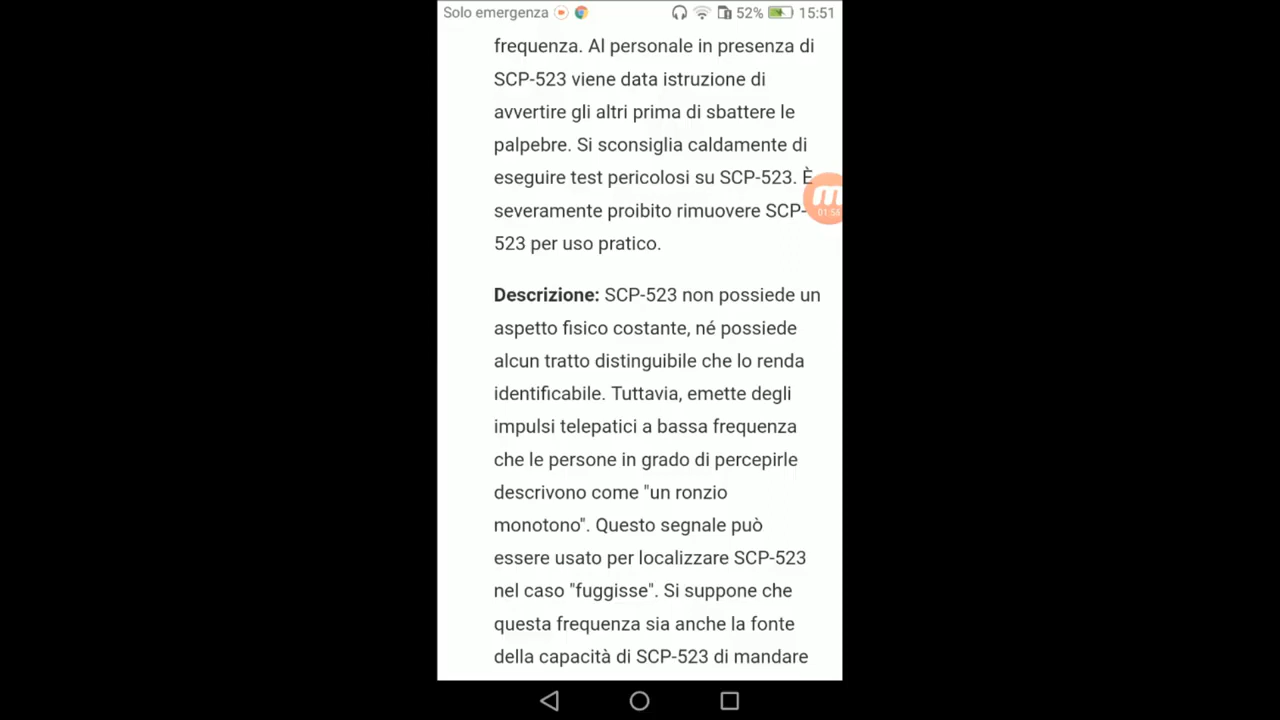 Solo emergenza 52% 15:51
frequenza. Al personale in presenza di
SCP-523 viene data istruzione di
avvertire gli altri prima di sbattere le
palpebre. Si sconsiglia caldamente di
eseguire test pericolosi su SCP-523. È
severamente proibito rimuovere SCP-
523 per uso pratico.
01:56
Descrizione: SCP-523 non possiede un
aspetto fisico costante, né possiede
alcun tratto distinguibile che lo renda
identificabile. Tuttavia, emette degli
impulsi telepatici a bassa frequenza
che le persone in grado di percepirle
descrivono come "un ronzio
monotono". Questo segnale può
essere usato per localizzare SCP-523
nel caso "fuggisse". Si suppone che
questa frequenza sia anche la fonte
della capacità di SCP-523 di mandare